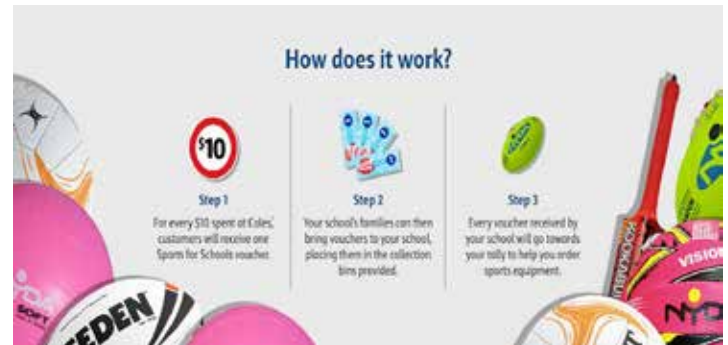 How does it work?
$10
Step 1
For every $10 spent at Coles,
customers will receive one
Sports for Schools voucher.
Step 2
Your school's families can then
bring vouchers to your school,
placing them in the collection
bins provided.
Step 3
Every voucher received by
your school will go towards
your tally to help you order
sports equipment.
SOFT
EDEN
KOOKABURRA
VISION
NYDA